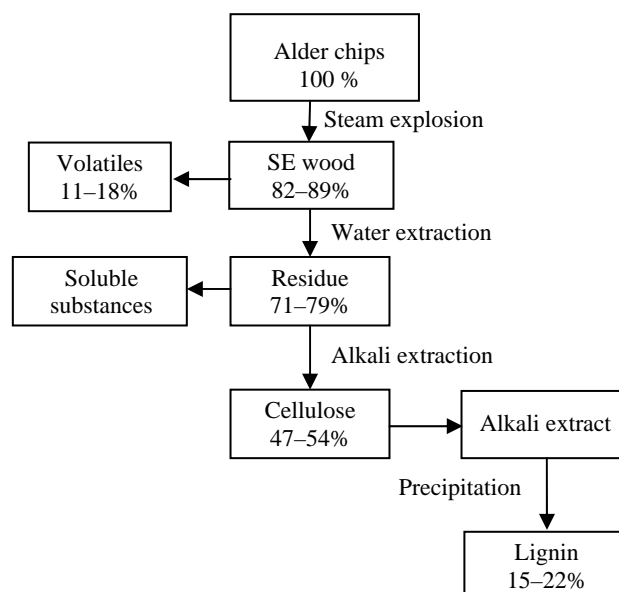 Alder chips
100 %
Steam explosion
Volatiles
11–18%
SE wood
82–89%
Water extraction
Soluble
substances
Residue
71–79%
Alkali extraction
Cellulose
47–54%
Alkali extract
Precipitation
Lignin
15–22%